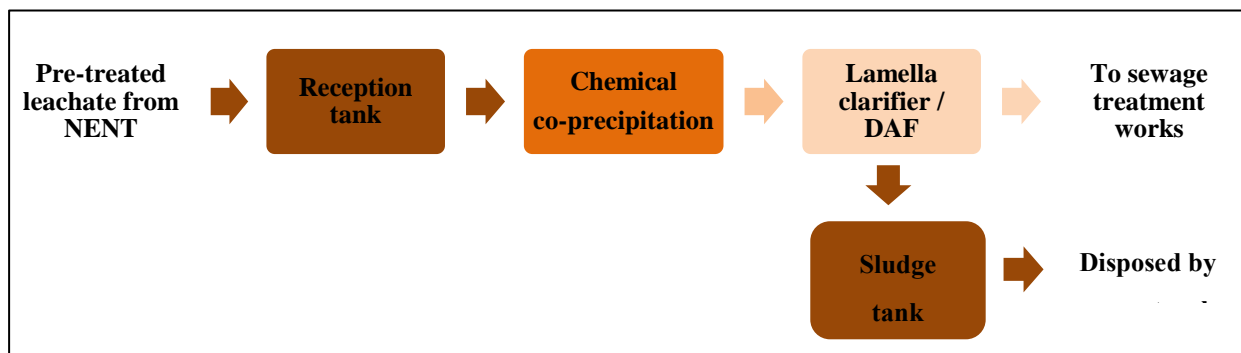 Pre-treated
leachate from
NENT
Reception
tank
Chemical
co-precipitation
Lamella
clarifier /
DAF
To sewage
treatment
works
Sludge
tank
Disposed by